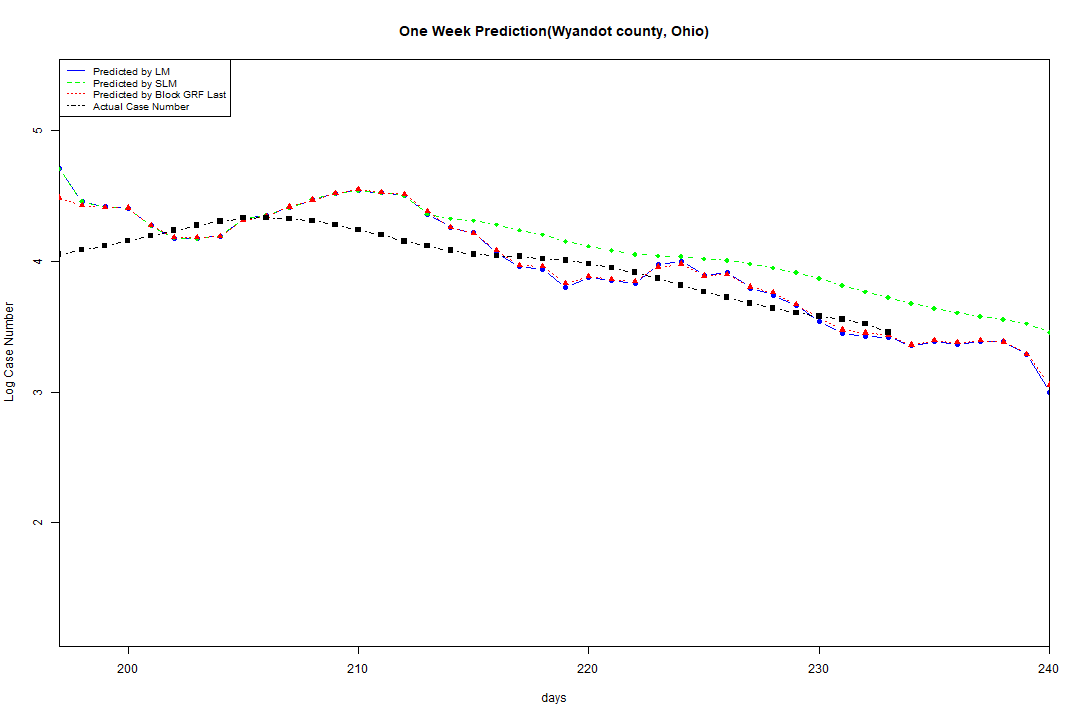 One Week Prediction(Wyandot county, Ohio)
Predicted by LM
Predicted by SLM
Predicted by Block GRF Last
Actual Case Number
5
4
3
2
Log Case Number
200 210 220 230 240
days